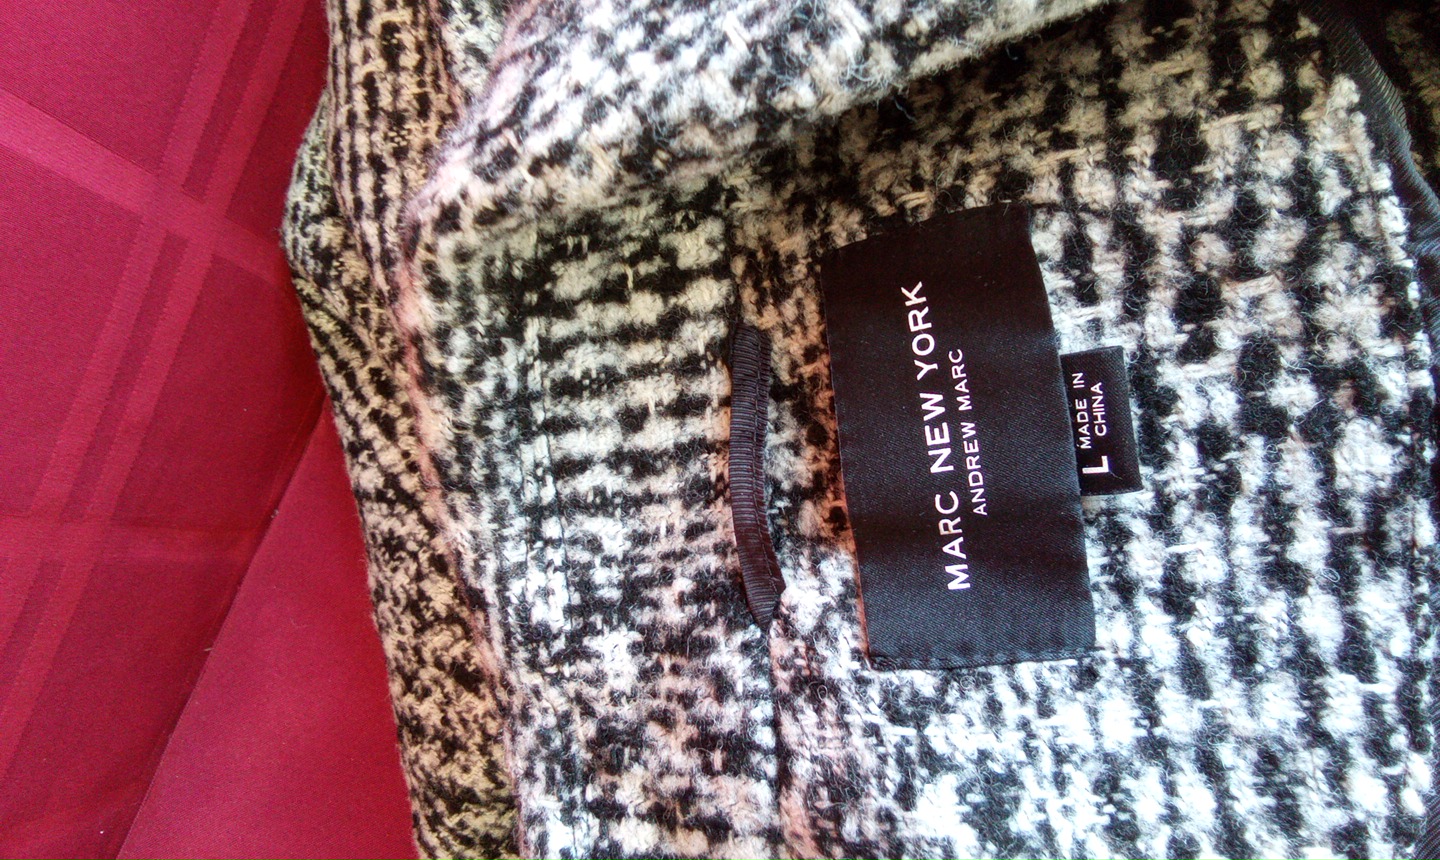 MARC NEW YORK
ANDREW MARC
L
MADE IN
CHINA